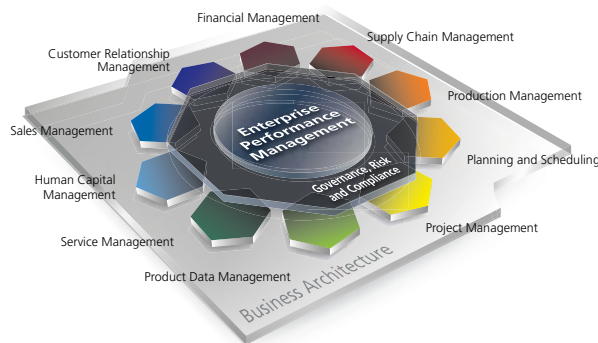 Financial Management
Supply Chain Management
Customer Relationship
Management
Production Management
Enterprise
Performance
Management
Sales Management
Planning and Scheduling
Governance, Risk
and Compliance
Human Capital
Management
Project Management
Service Management
Product Data Management
Business Architecture